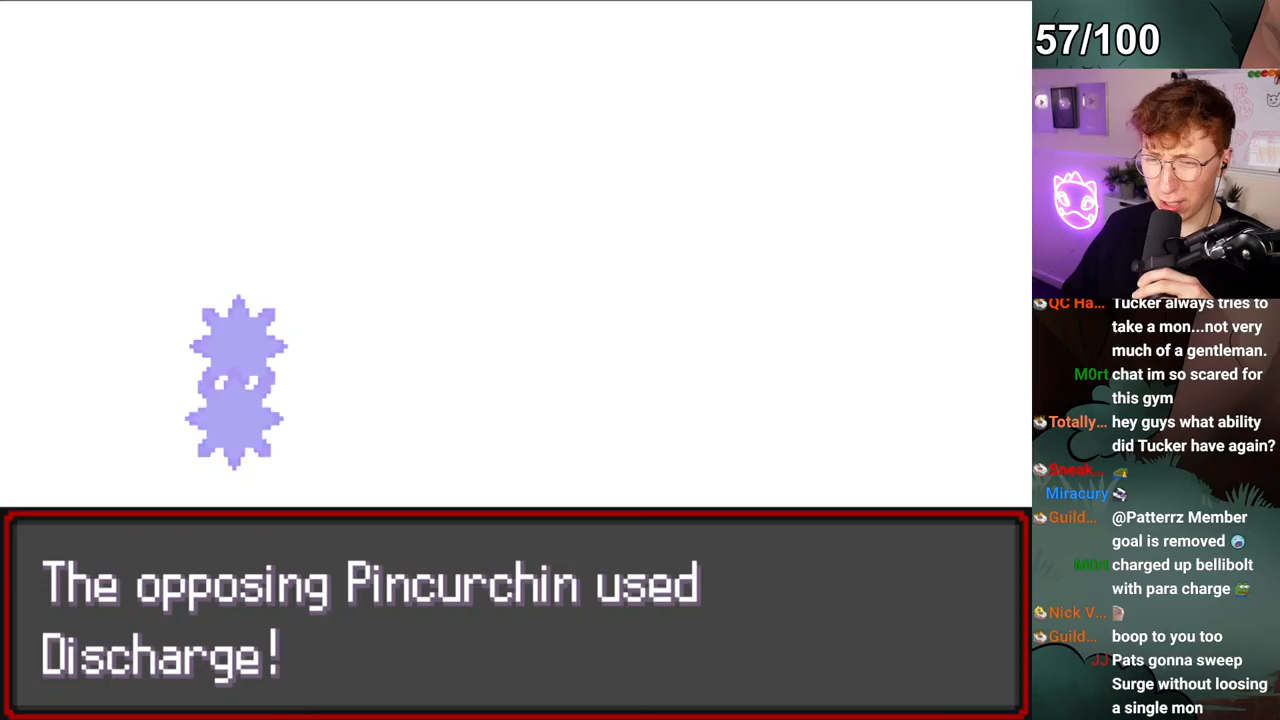 57/100
QC Ha... Tucker always tries to
take a mon...not very
much of a gentleman.
M0rt chat im so scared for
this gym
Totally... hey guys what ability
did Tucker have again?
Sneak...
Miracury
Guild... @Patterrz Member
goal is removed
M0rt charged up bellibolt
with para charge
Nick V...
Guild... boop to you too
JJ Pats gonna sweep
Surge without loosing
a single mon
The opposing Pincurchin used
Discharge!